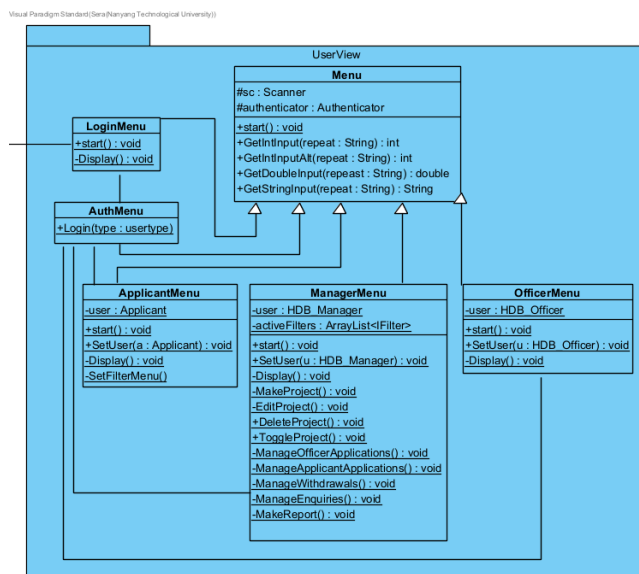 Visual Paradigm Standard(Sera(Nanyang Technological University))
UserView
Menu
#sc : Scanner
#authenticator : Authenticator
+start() : void
+GetIntInput(repeat : String) : int
+GetIntInputAlt(repeat : String) : int
+GetDoubleInput(repeast : String) : double
+GetStringInput(repeat : String) : String
LoginMenu
+start() : void
-Display() : void
AuthMenu
+Login(type : usertype)
ApplicantMenu
-user : Applicant
+start() : void
+SetUser(a : Applicant) : void
-Display() : void
-SetFilterMenu()
ManagerMenu
-user : HDB_Manager
-activeFilters : ArrayList<IFilter>
+start() : void
+SetUser(u : HDB_Manager) : void
-Display() : void
-MakeProject() : void
-EditProject() : void
+DeleteProject() : void
+ToggleProject() : void
-ManageOfficerApplications() : void
-ManageApplicantApplications() : void
-ManageWithdrawals() : void
-ManageEnquiries() : void
-MakeReport() : void
OfficerMenu
-user : HDB_Officer
+start() : void
+SetUser(u : HDB_Officer) : void
-Display() : void